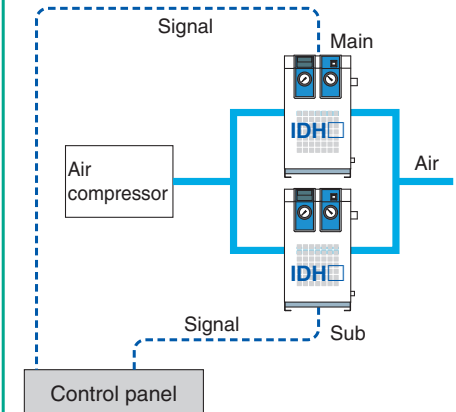 Signal
Main
IDH□
Air
compressor
Air
IDH□
Signal
Sub
Control panel